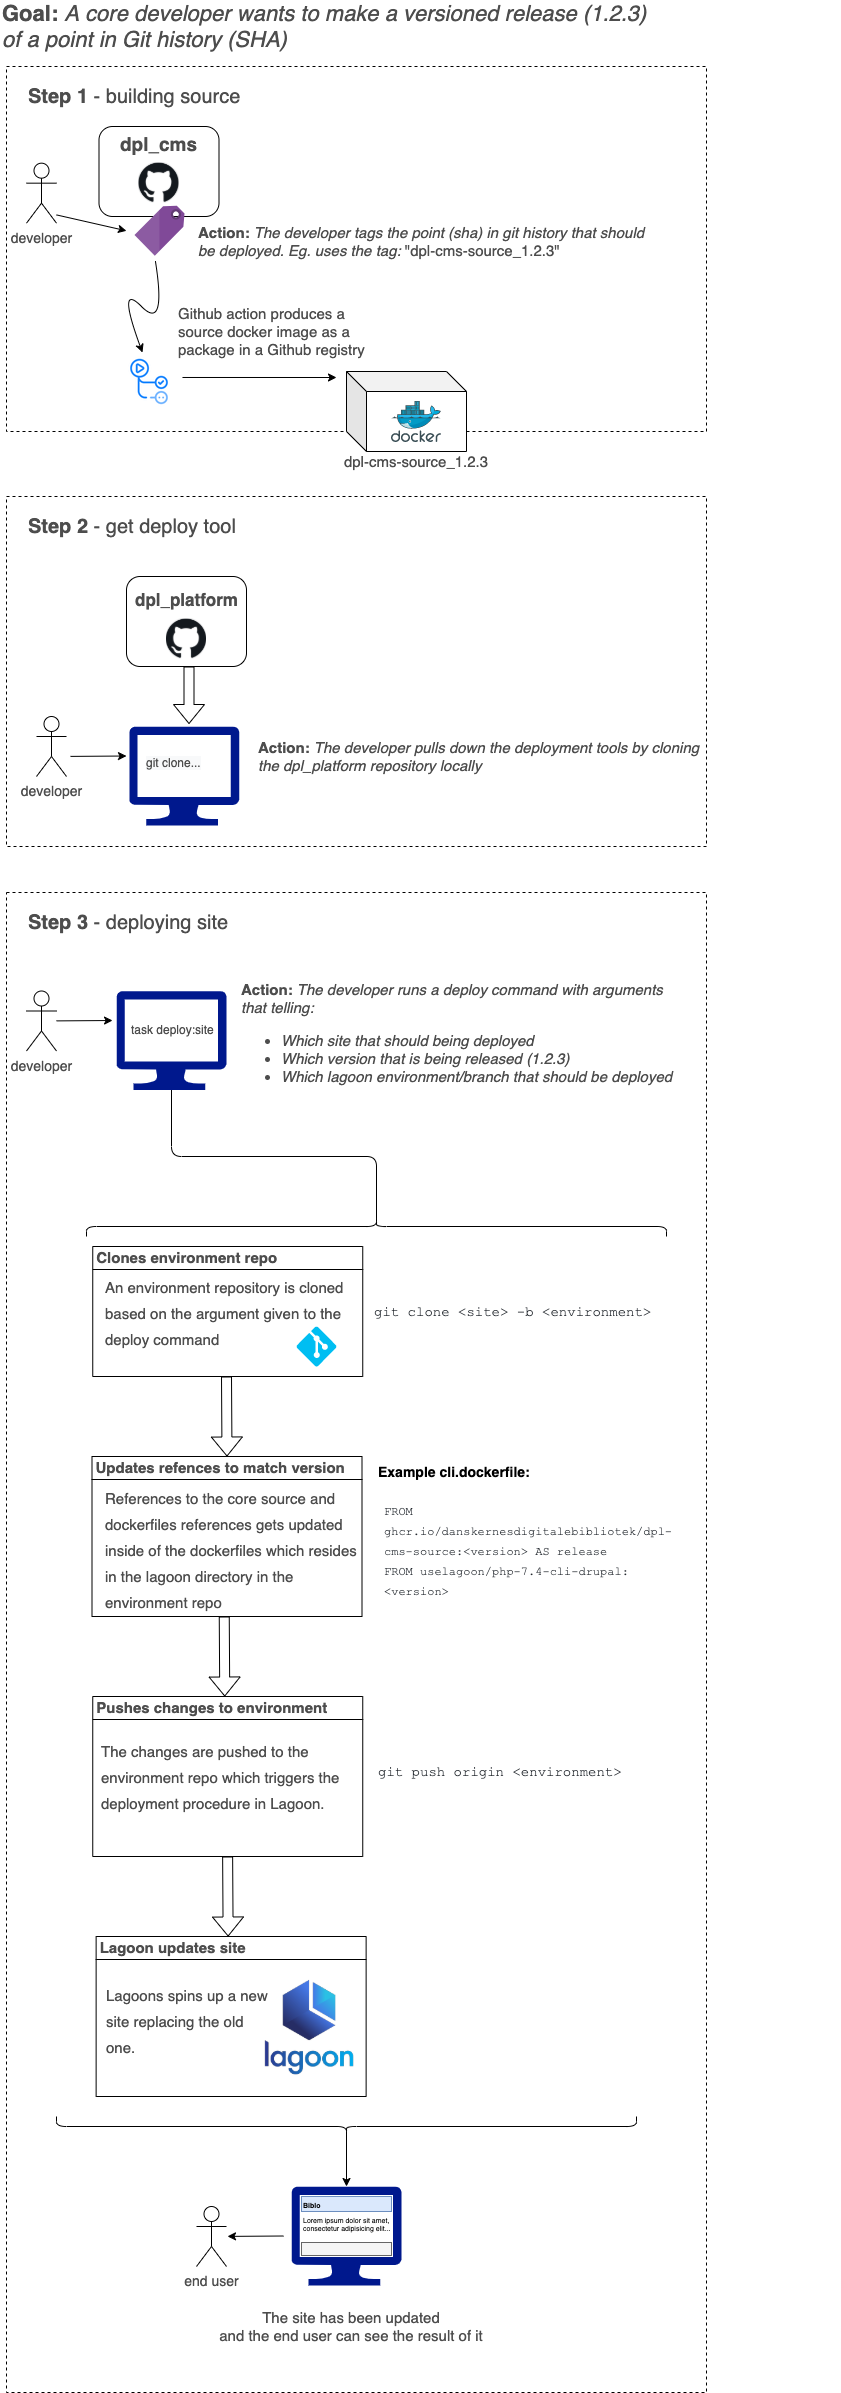 Goal: A core developer wants to make a versioned release (1.2.3)
of a point in Git history (SHA)
Step 1 - building source
dpl_cms
developer
Action: The developer tags the point (sha) in git history that should
be deployed. Eg. uses the tag: "dpl-cms-source_1.2.3"
Github action produces a
source docker image as a
package in a Github registry
docker
dpl-cms-source_1.2.3
Step 2 - get deploy tool
dpl_platform
git clone...
developer
Action: The developer pulls down the deployment tools by cloning
the dpl_platform repository locally
Step 3 - deploying site
developer
task deploy:site
Action: The developer runs a deploy command with arguments
that telling:
• Which site that should being deployed
• Which version that is being released (1.2.3)
• Which lagoon environment/branch that should be deployed
Clones environment repo
An environment repository is cloned
based on the argument given to the
deploy command
git clone <site> -b <environment>
Updates refences to match version
References to the core source and
dockerfiles references gets updated
inside of the dockerfiles which resides
in the lagoon directory in the
environment repo
Example cli.dockerfile:
FROM
ghcr.io/danskernesdigitalebibliotek/dpl-
cms-source:<version> AS release
FROM uselagoon/php-7.4-cli-drupal:
<version>
Pushes changes to environment
The changes are pushed to the
environment repo which triggers the
deployment procedure in Lagoon.
git push origin <environment>
Lagoon updates site
Lagoons spins up a new
site replacing the old
one.
lagoon
Biblo
Lorem ipsum dolor sit amet,
consectetur adipisicing elit...
end user
The site has been updated
and the end user can see the result of it